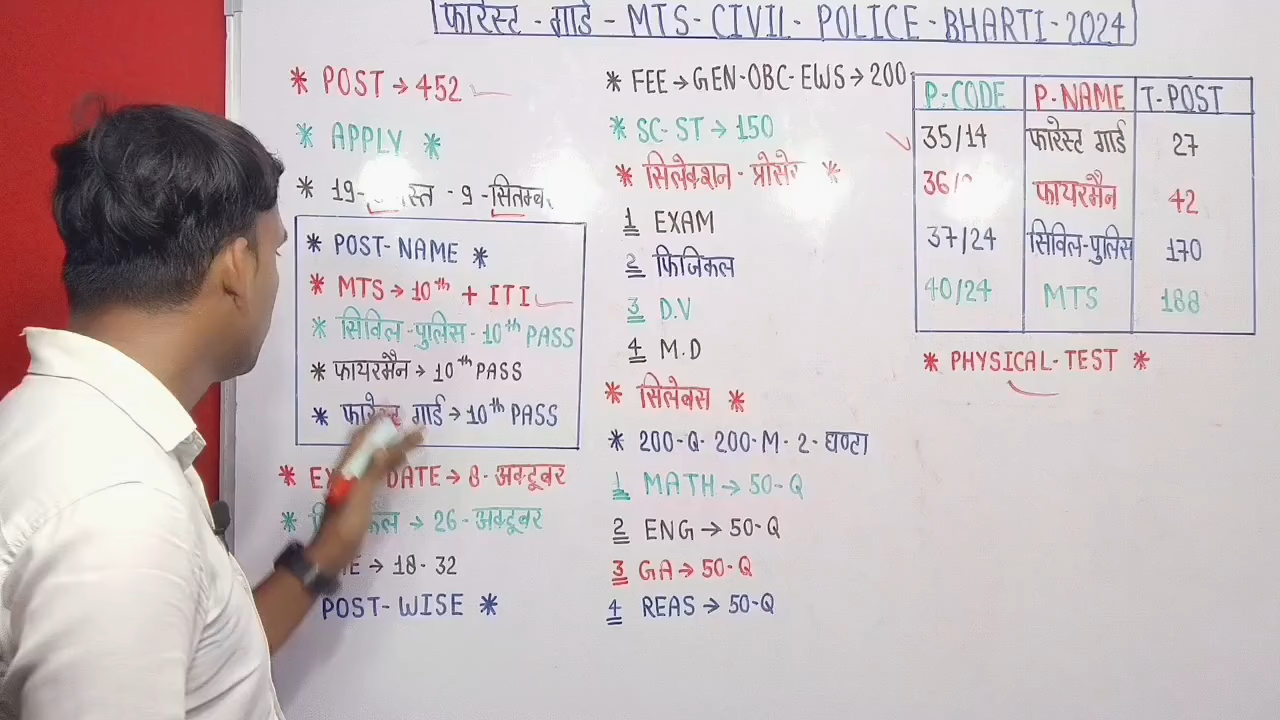 फारेस्ट - गार्ड - MTS - CIVIL - POLICE - BHARTI - 2024
* POST → 452
* APPLY *
* 19- - 9 - सितम्ब
* POST-NAME *
* MTS → 10th + ITI
* सिविल - पुलिस - 10th PASS
* फायरमैन → 10th PASS
* फारेस्ट गार्ड → 10th PASS
* DATE → 8 - अक्टूबर
* → 26 - अक्टूबर
→ 18 - 32
POST - WISE *
* FEE → GEN-OBC-EWS → 200
* SC-ST → 150
* सिलेक्शन - प्रोसे *
1 EXAM
2 फिजिकल
3 D.V
4 M.D
* सिलेबस *
* 200-Q-200-M-2-घण्टा
1 MATH → 50-Q
2 ENG → 50-Q
3 GA → 50-Q
4 REAS → 50-Q
P-CODE P-NAME T-POST
35/14 फारेस्ट गार्ड 27
36/ फायरमैन 42
37/24 सिविल-पुलिस 170
40/24 MTS 188
* PHYSICAL-TEST *